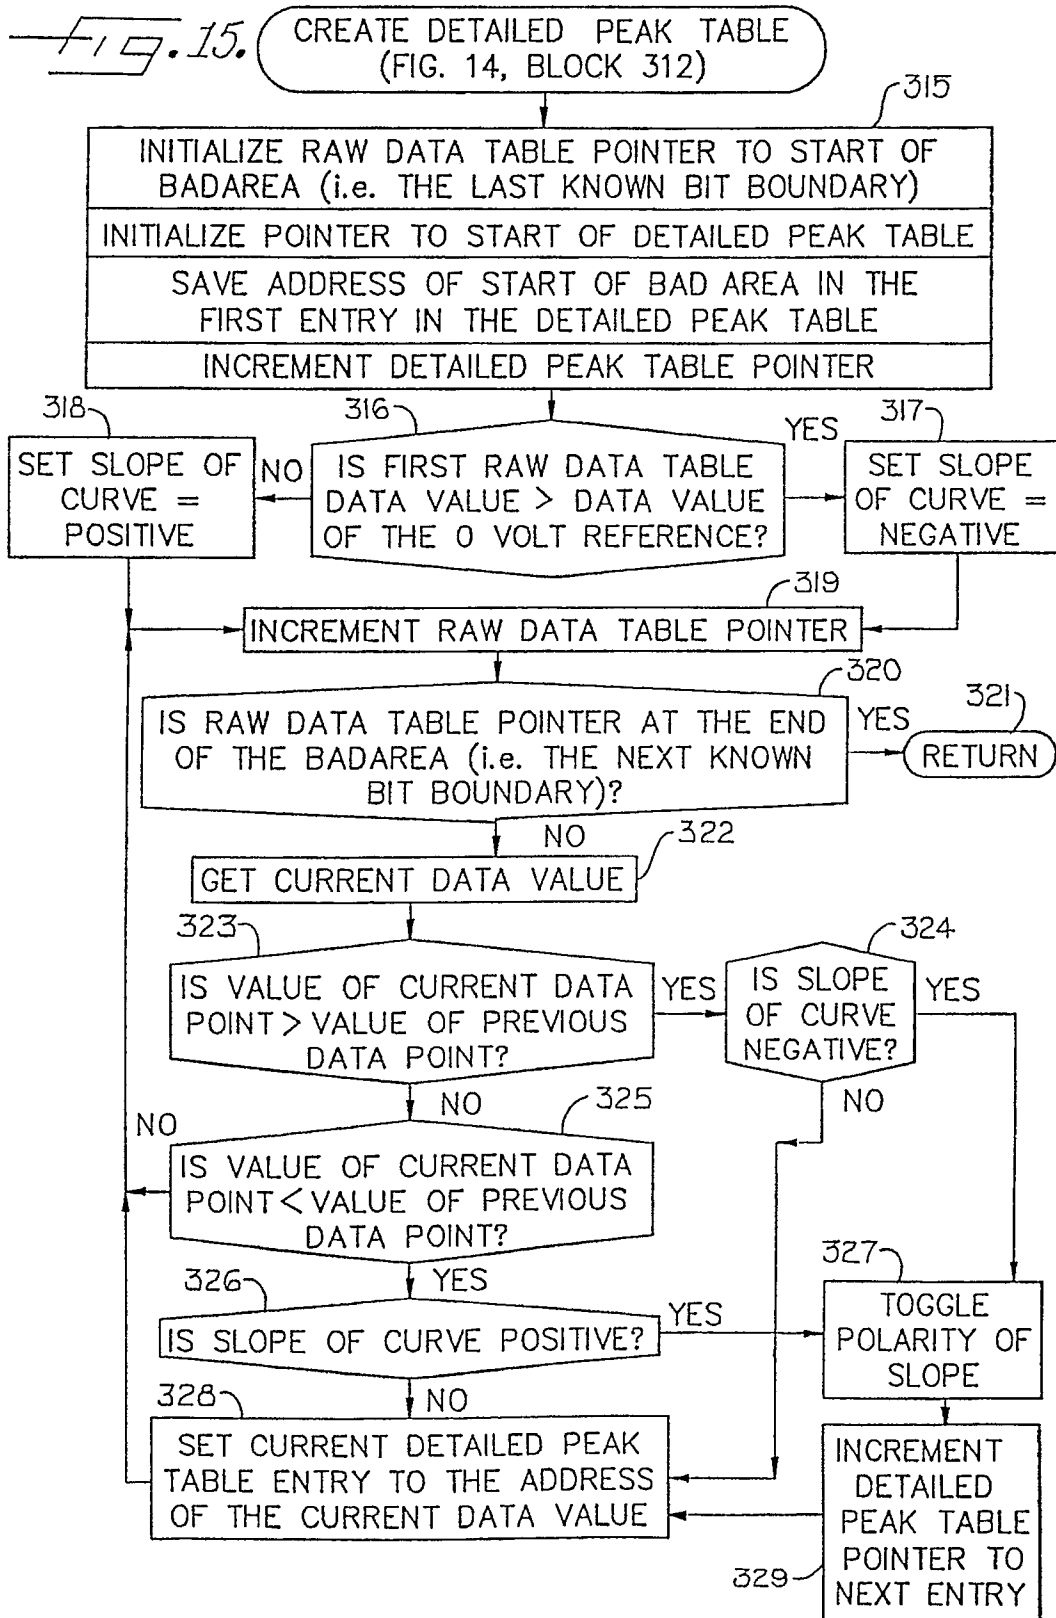 Fig. 15.
CREATE DETAILED PEAK TABLE
(FIG. 14, BLOCK 312)
315
INITIALIZE RAW DATA TABLE POINTER TO START OF
BADAREA (i.e. THE LAST KNOWN BIT BOUNDARY)
INITIALIZE POINTER TO START OF DETAILED PEAK TABLE
SAVE ADDRESS OF START OF BAD AREA IN THE
FIRST ENTRY IN THE DETAILED PEAK TABLE
INCREMENT DETAILED PEAK TABLE POINTER
318
SET SLOPE OF
CURVE =
POSITIVE
NO
316
IS FIRST RAW DATA TABLE
DATA VALUE > DATA VALUE
OF THE 0 VOLT REFERENCE?
YES
317
SET SLOPE
OF CURVE =
NEGATIVE
319
INCREMENT RAW DATA TABLE POINTER
320
IS RAW DATA TABLE POINTER AT THE END
OF THE BADAREA (i.e. THE NEXT KNOWN
BIT BOUNDARY)?
YES
321
RETURN
NO
322
GET CURRENT DATA VALUE
323
IS VALUE OF CURRENT DATA
POINT > VALUE OF PREVIOUS
DATA POINT?
YES
324
IS SLOPE
OF CURVE
NEGATIVE?
YES
NO
NO
325
IS VALUE OF CURRENT DATA
POINT < VALUE OF PREVIOUS
DATA POINT?
NO
YES
326
IS SLOPE OF CURVE POSITIVE?
YES
327
TOGGLE
POLARITY OF
SLOPE
NO
328
SET CURRENT DETAILED PEAK
TABLE ENTRY TO THE ADDRESS
OF THE CURRENT DATA VALUE
INCREMENT
DETAILED
PEAK TABLE
POINTER TO
NEXT ENTRY
329